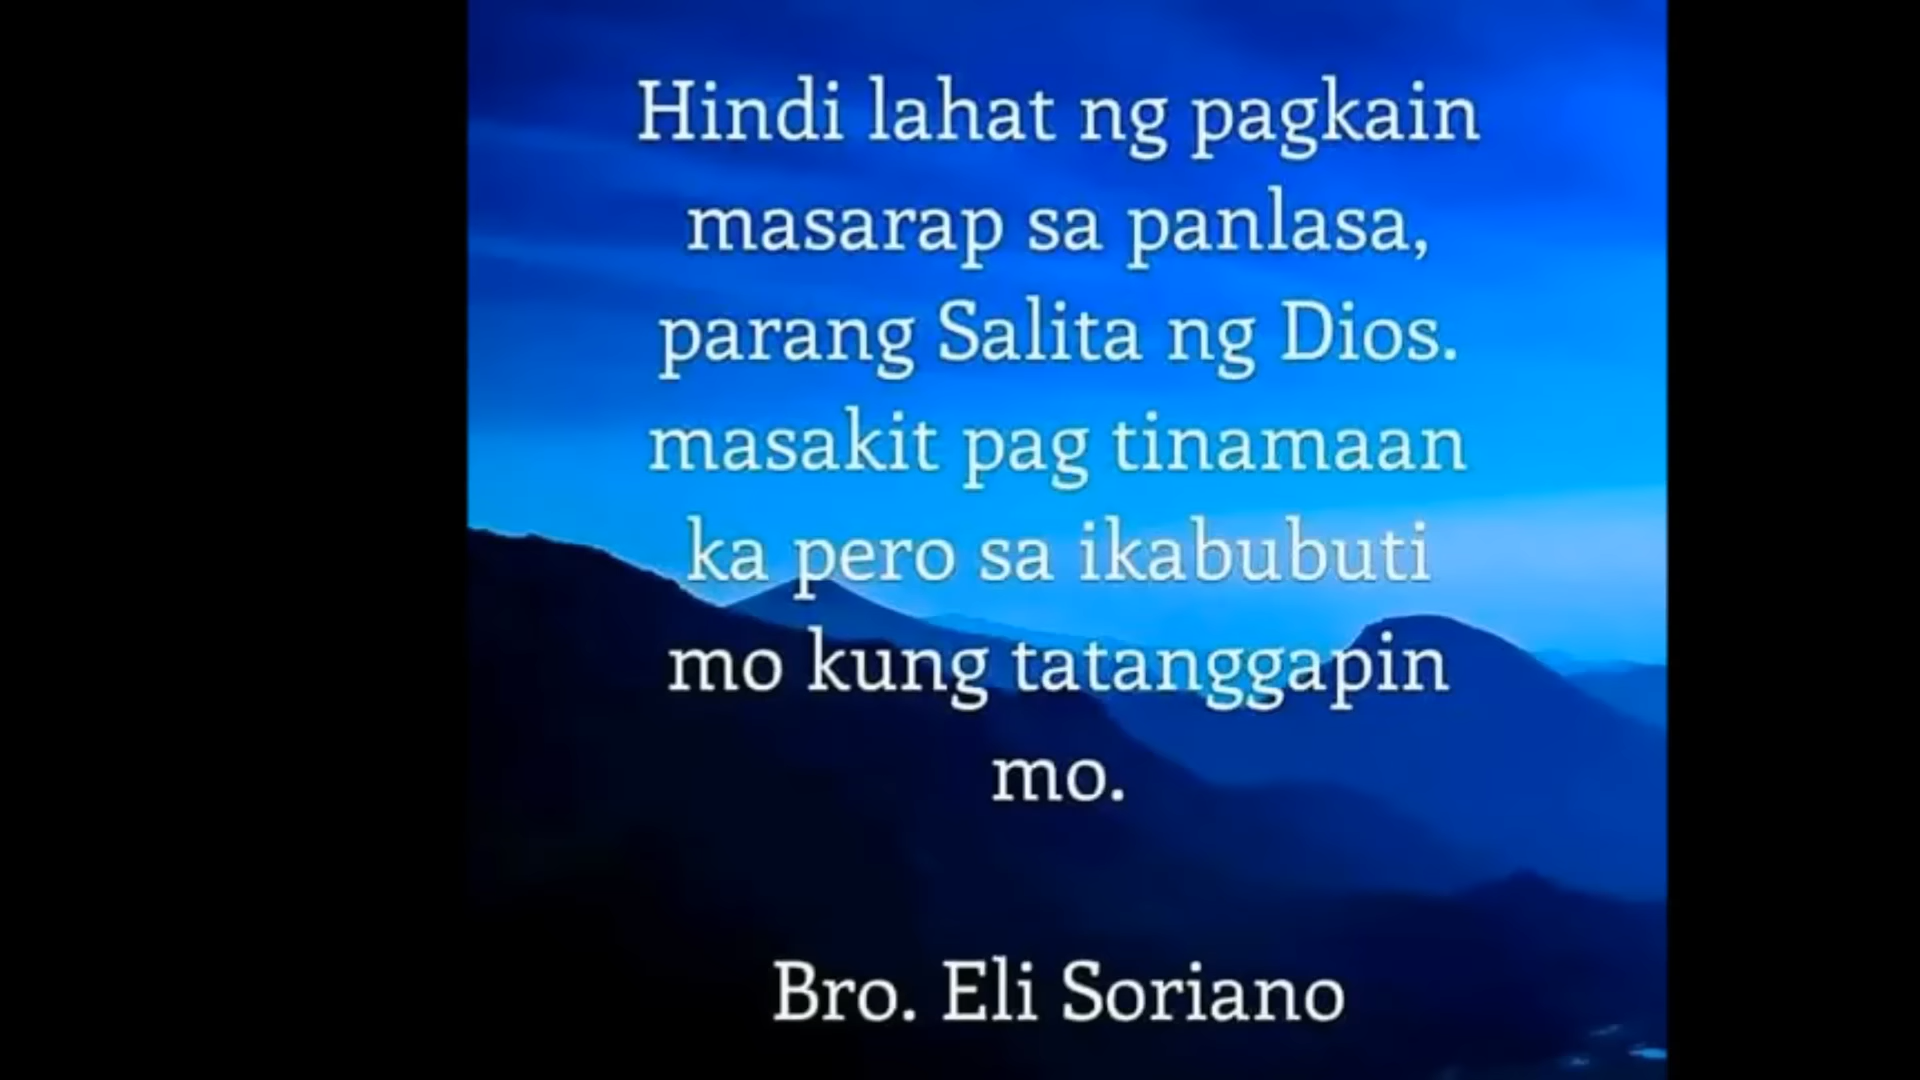 Hindi lahat ng pagkain
masarap sa panlasa,
parang Salita ng Dios.
masakit pag tinamaan
ka pero sa ikabubuti
mo kung tatanggapin
mo.
Bro. Eli Soriano